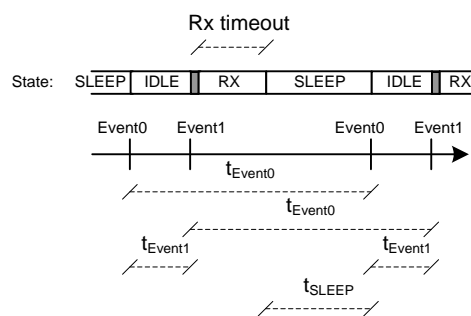 Rx timeout
State: SLEEP IDLE RX SLEEP IDLE RX
Event0 Event1 Event0 Event1
tEvent0
tEvent0
tEvent1 tEvent1
tSLEEP